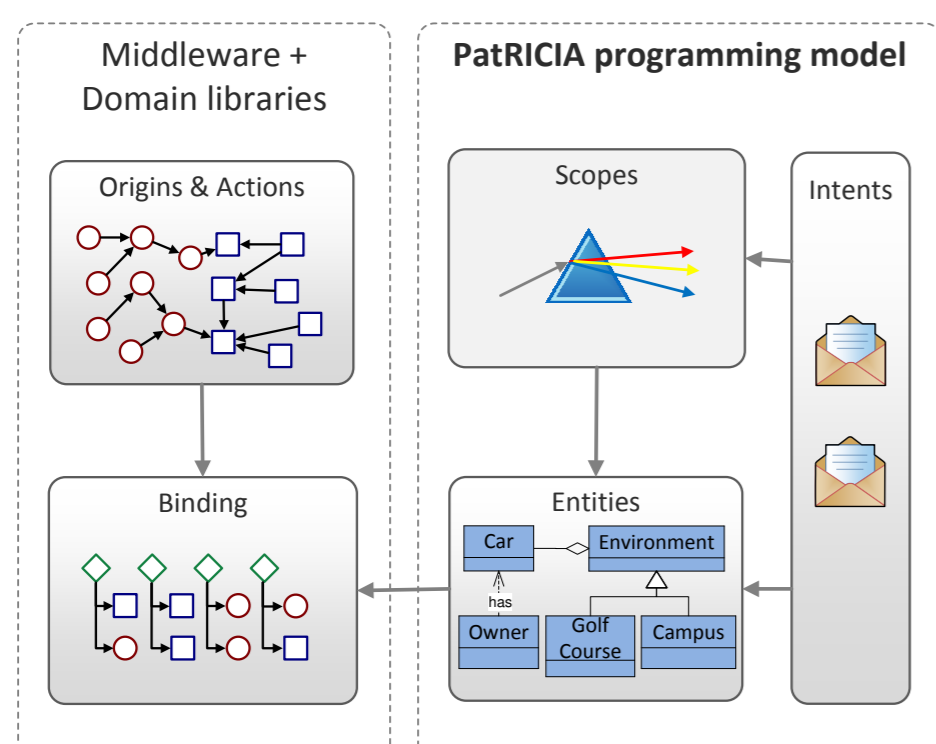 Middleware +
Domain libraries
Origins & Actions
Binding
PatRICIA programming model
Scopes
Intents
Entities
Car
Environment
has
Owner
Golf
Course
Campus